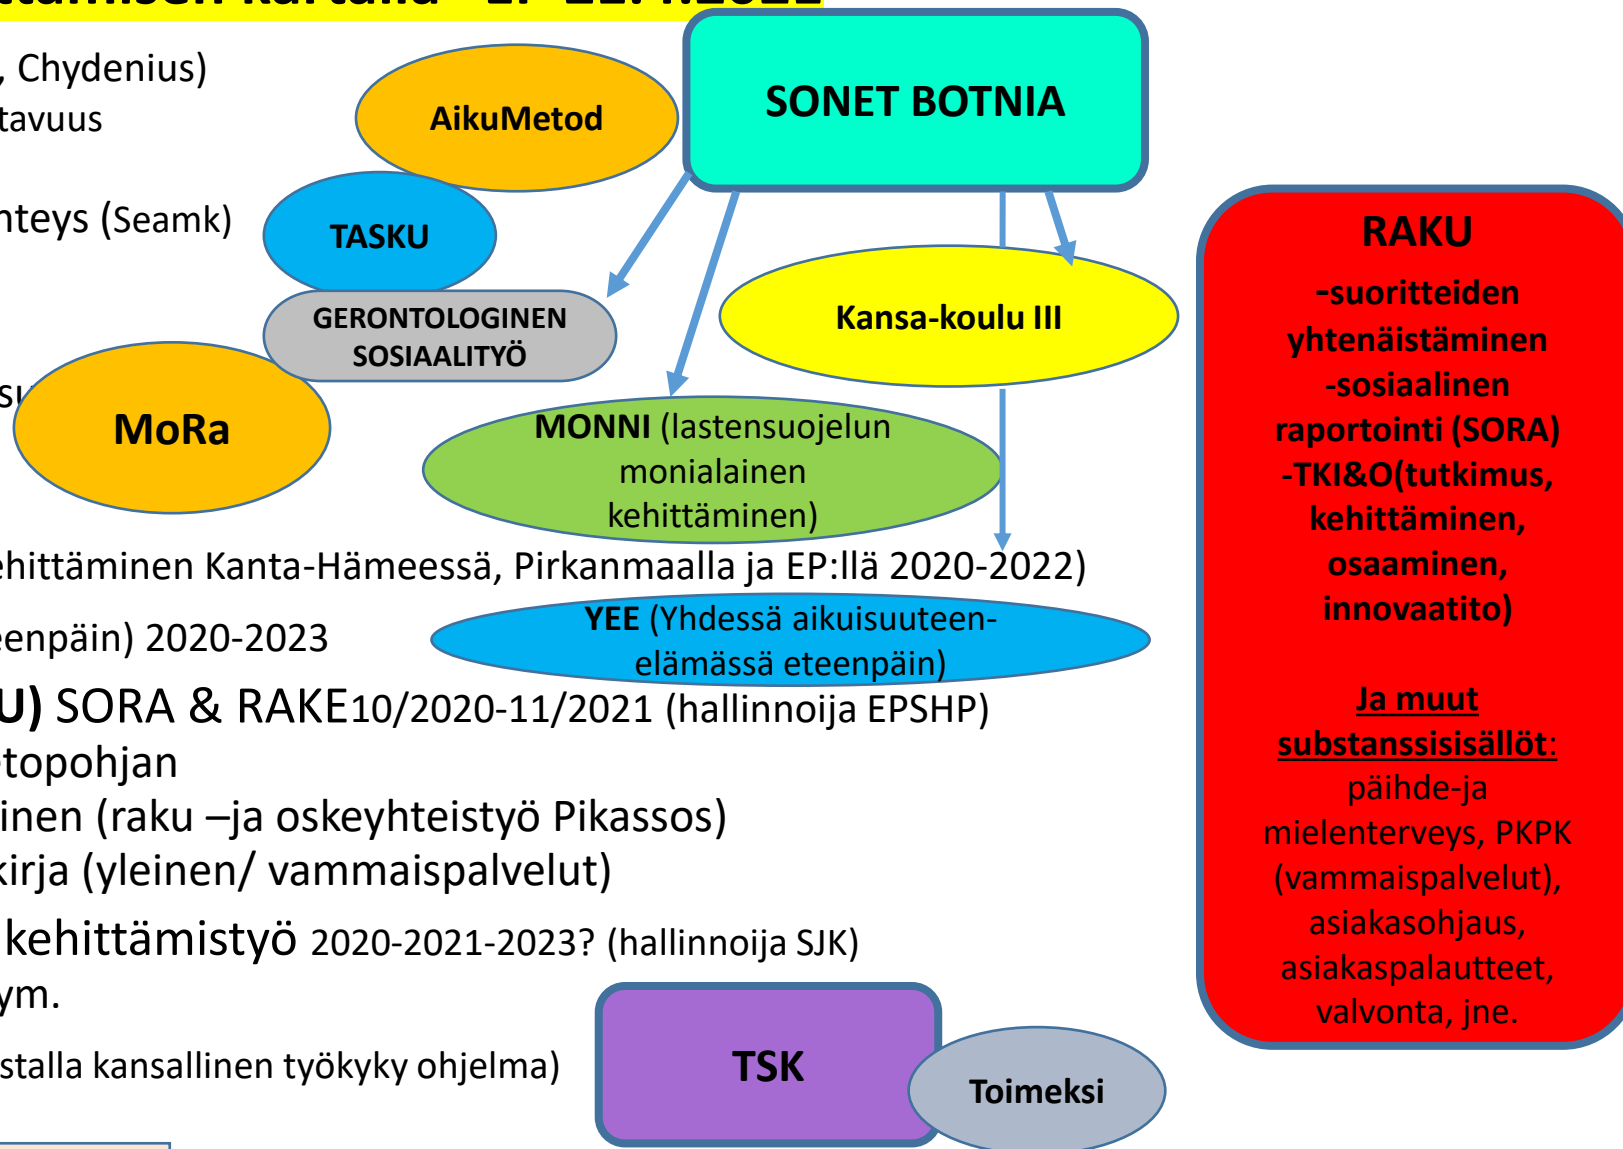 , Chydenius)
tavuus
hteys (Seamk)
AikuMetod
SONET BOTNIA
TASKU
GERONTOLOGINEN
SOSIAALITYÖ
Kansa-koulu III
MoRa
MONNI (lastensuojelun
monialainen
kehittäminen)
ehittäminen Kanta-Hämeessä, Pirkanmaalla ja EP:llä 2020-2022)
eenpäin) 2020-2023
YEE (Yhdessä aikuisuuteen-
elämässä eteenpäin)
U) SORA & RAKE10/2020-11/2021 (hallinnoija EPSHP)
etopohjan
inen (raku –ja oskeyhteistyö Pikassos)
kirja (yleinen/ vammaispalvelut)
kehittämistyö 2020-2021-2023? (hallinnoija SJK)
ym.
stalla kansallinen työkyky ohjelma)
TSK
Toimeksi
RAKU
-suoritteiden
yhtenäistäminen
-sosiaalinen
raportointi (SORA)
-TKI&O(tutkimus,
kehittäminen,
osaaminen,
innovaatito)
Ja muut
substanssisisällöt:
päihde-ja
mielenterveys, PKPK
(vammaispalvelut),
asiakasohjaus,
asiakaspalautteet,
valvonta, jne.